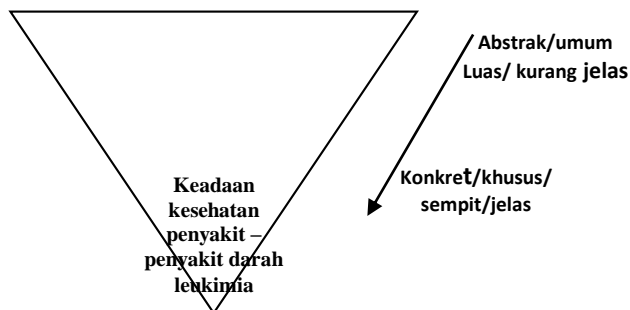 Abstrak/umum
Luas/ kurang jelas
Konkret/khusus/
sempit/jelas
Keadaan
kesehatan
penyakit –
penyakit darah
leukimia